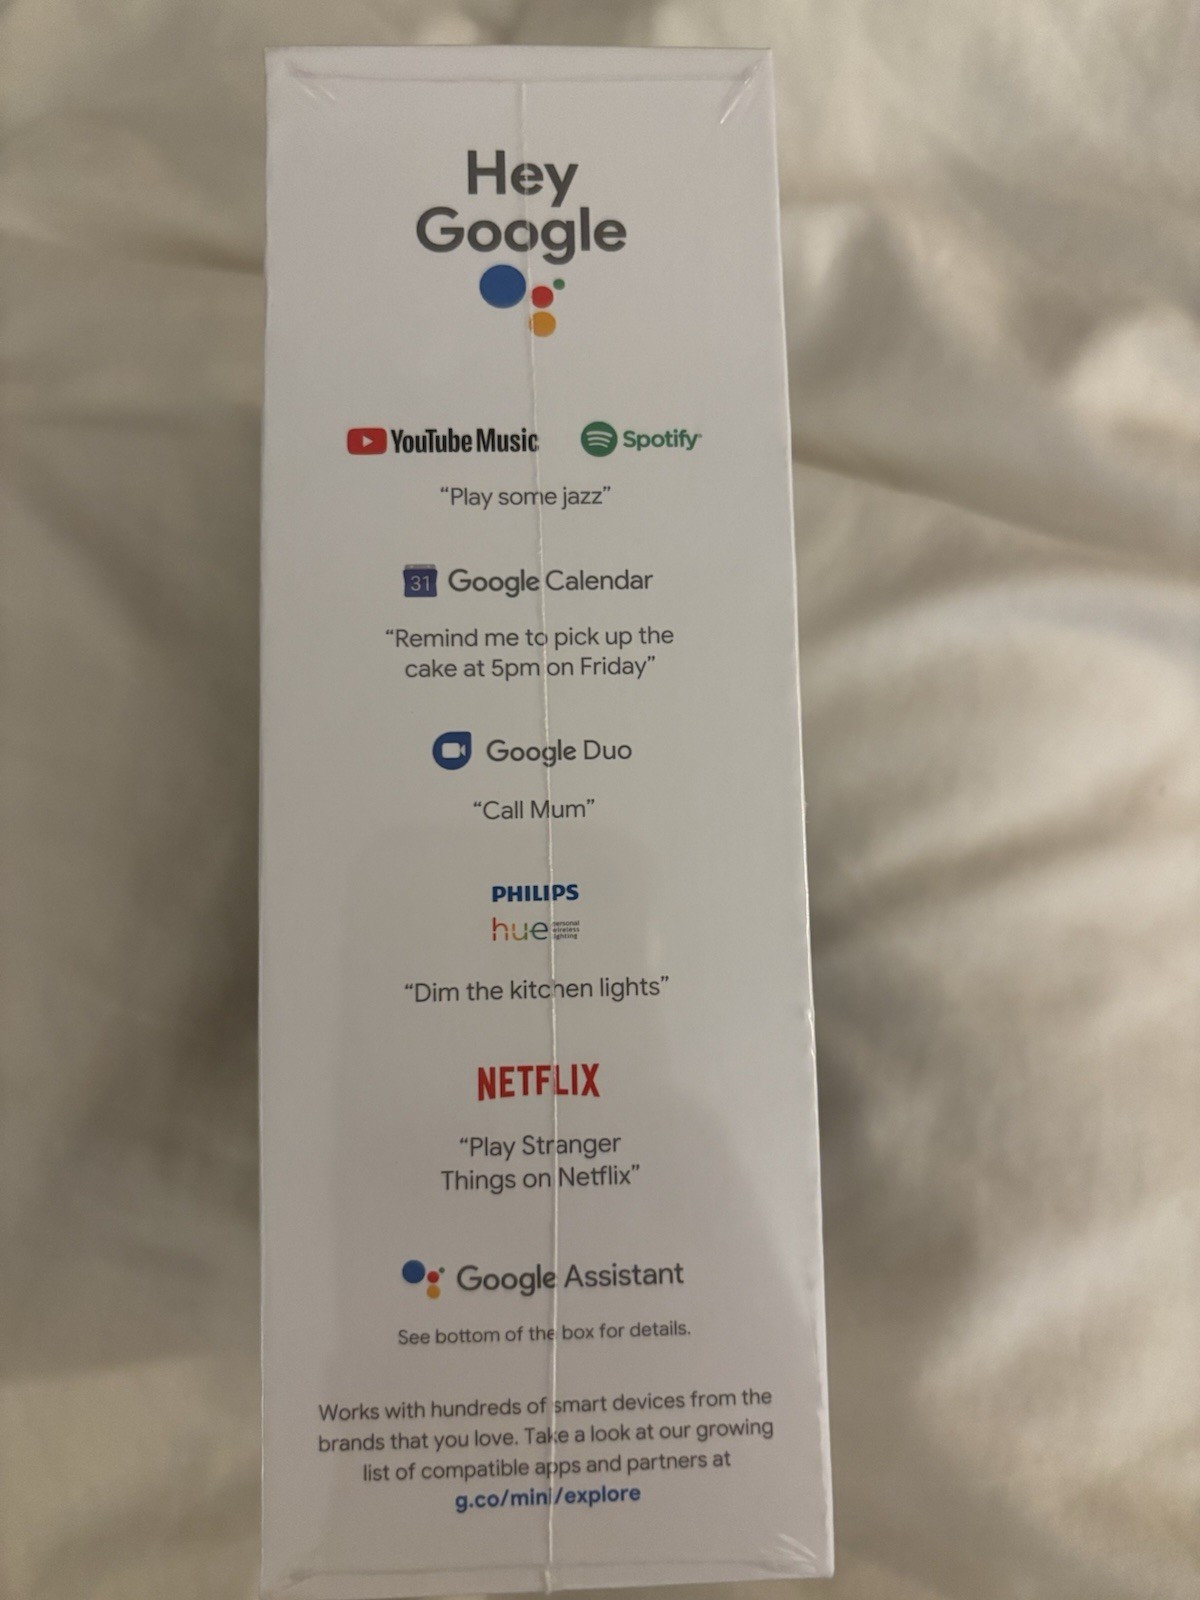 Hey
Google
YouTube Music Spotify
“Play some jazz”
31 Google Calendar
“Remind me to pick up the
cake at 5pm on Friday”
Google Duo
“Call Mum”
PHILIPS
hue personal
wireless
lighting
“Dim the kitchen lights”
NETFLIX
“Play Stranger
Things on Netflix”
Google Assistant
See bottom of the box for details.
Works with hundreds of smart devices from the
brands that you love. Take a look at our growing
list of compatible apps and partners at
g.co/mini/explore